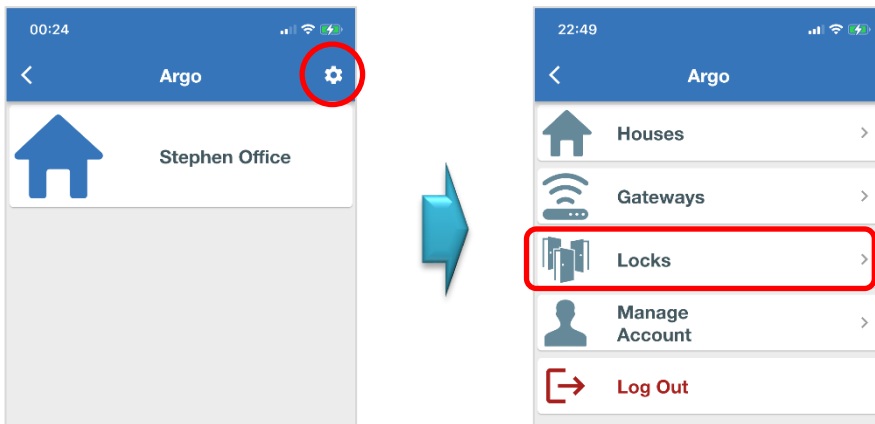 00:24
Argo
Stephen Office
22:49
Argo
Houses
Gateways
Locks
Manage
Account
Log Out